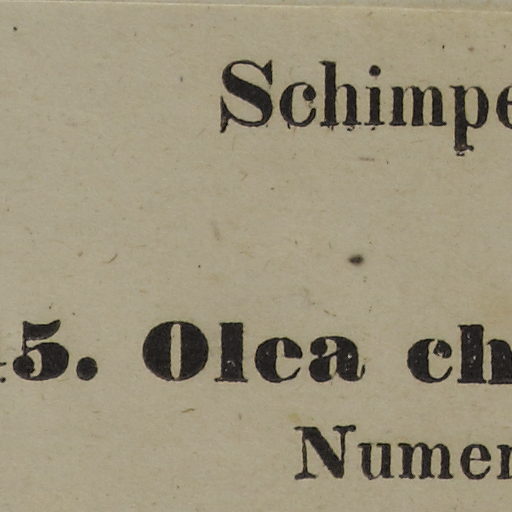 Schimpe
5. Olea ch
Numer